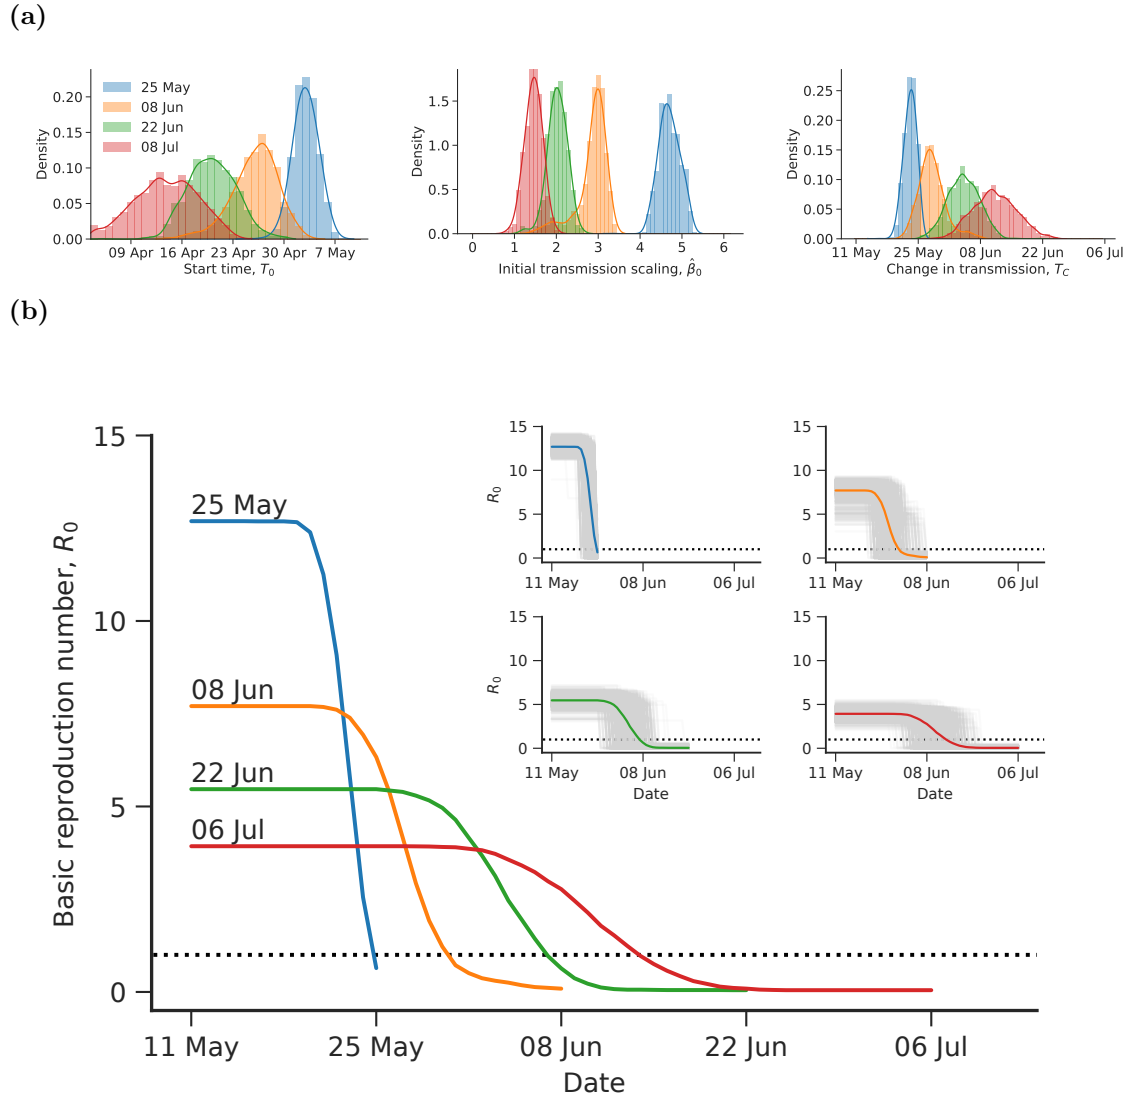 (a)
Density
0.20
0.15
0.10
0.05
0.00
25 May
08 Jun
22 Jun
08 Jul
09 Apr 16 Apr 23 Apr 30 Apr 7 May
Start time, T₀
Density
1.5
1.0
0.5
0.0
0 1 2 3 4 5 6
Initial transmission scaling, β̂₀
Density
0.25
0.20
0.15
0.10
0.05
0.00
11 May 25 May 08 Jun 22 Jun 06 Jul
Change in transmission, T_C
(b)
Basic reproduction number, R₀
15
10
5
0
25 May
08 Jun
22 Jun
06 Jul
11 May 25 May 08 Jun 22 Jun 06 Jul
Date
R₀
15
10
5
0
11 May 08 Jun 06 Jul
15
10
5
0
11 May 08 Jun 06 Jul
R₀
15
10
5
0
11 May 08 Jun 06 Jul
Date
15
10
5
0
11 May 08 Jun 06 Jul
Date